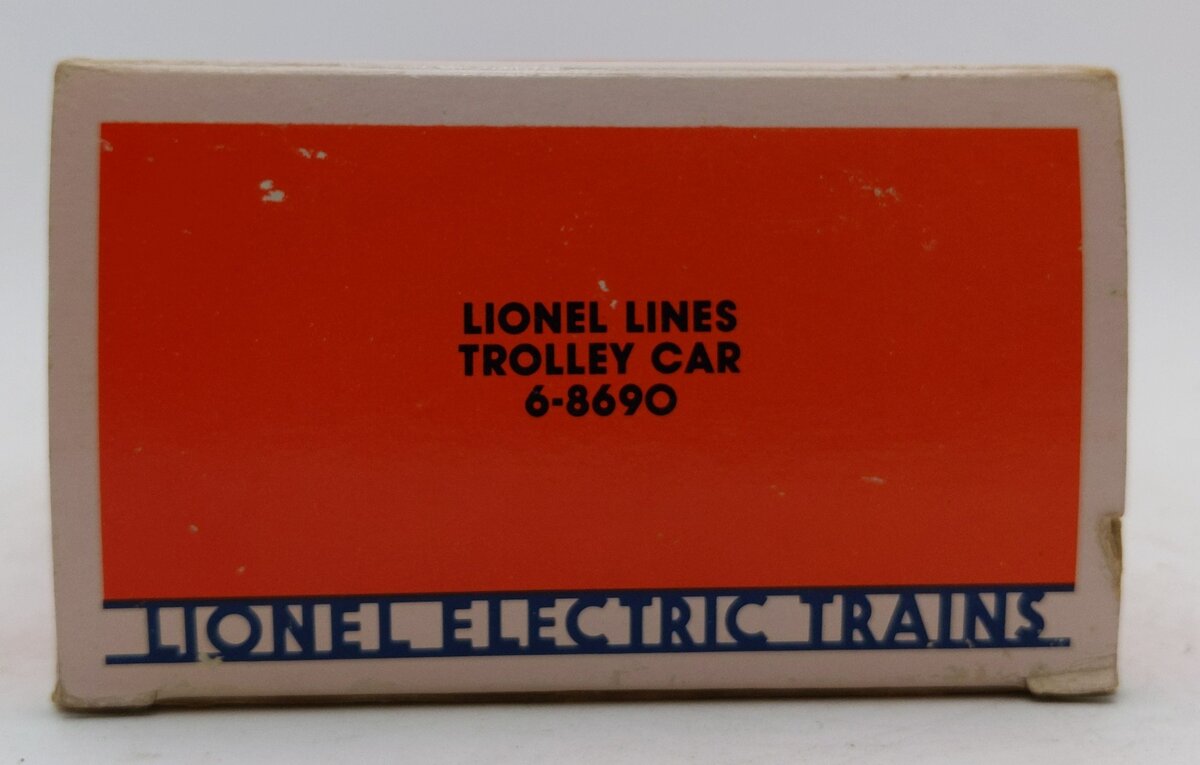 LIONEL LINES
TROLLEY CAR
6-8690
LIONEL ELECTRIC TRAINS